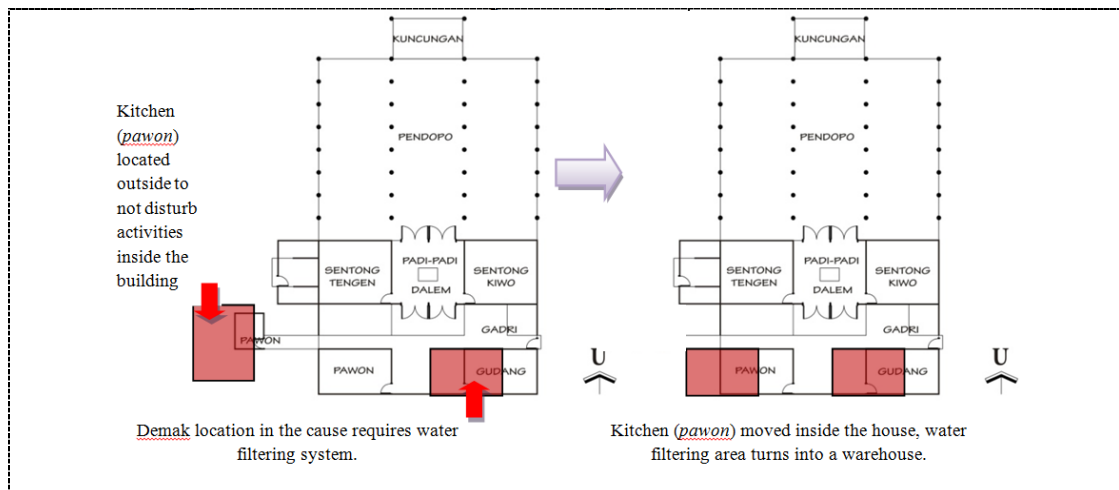 Kitchen
(pawon)
located
outside to
not disturb
activities
inside the
building
KUNCUNGAN
PENDOPO
SENTONG
TENGEN
PADI-PADI
DALEM
SENTONG
KIWO
GADRI
PAWON
PAWON
GUDANG
U
Demak location in the cause requires water
filtering system.
KUNCUNGAN
PENDOPO
SENTONG
TENGEN
PADI-PADI
DALEM
SENTONG
KIWO
GADRI
PAWON
GUDANG
U
Kitchen (pawon) moved inside the house, water
filtering area turns into a warehouse.